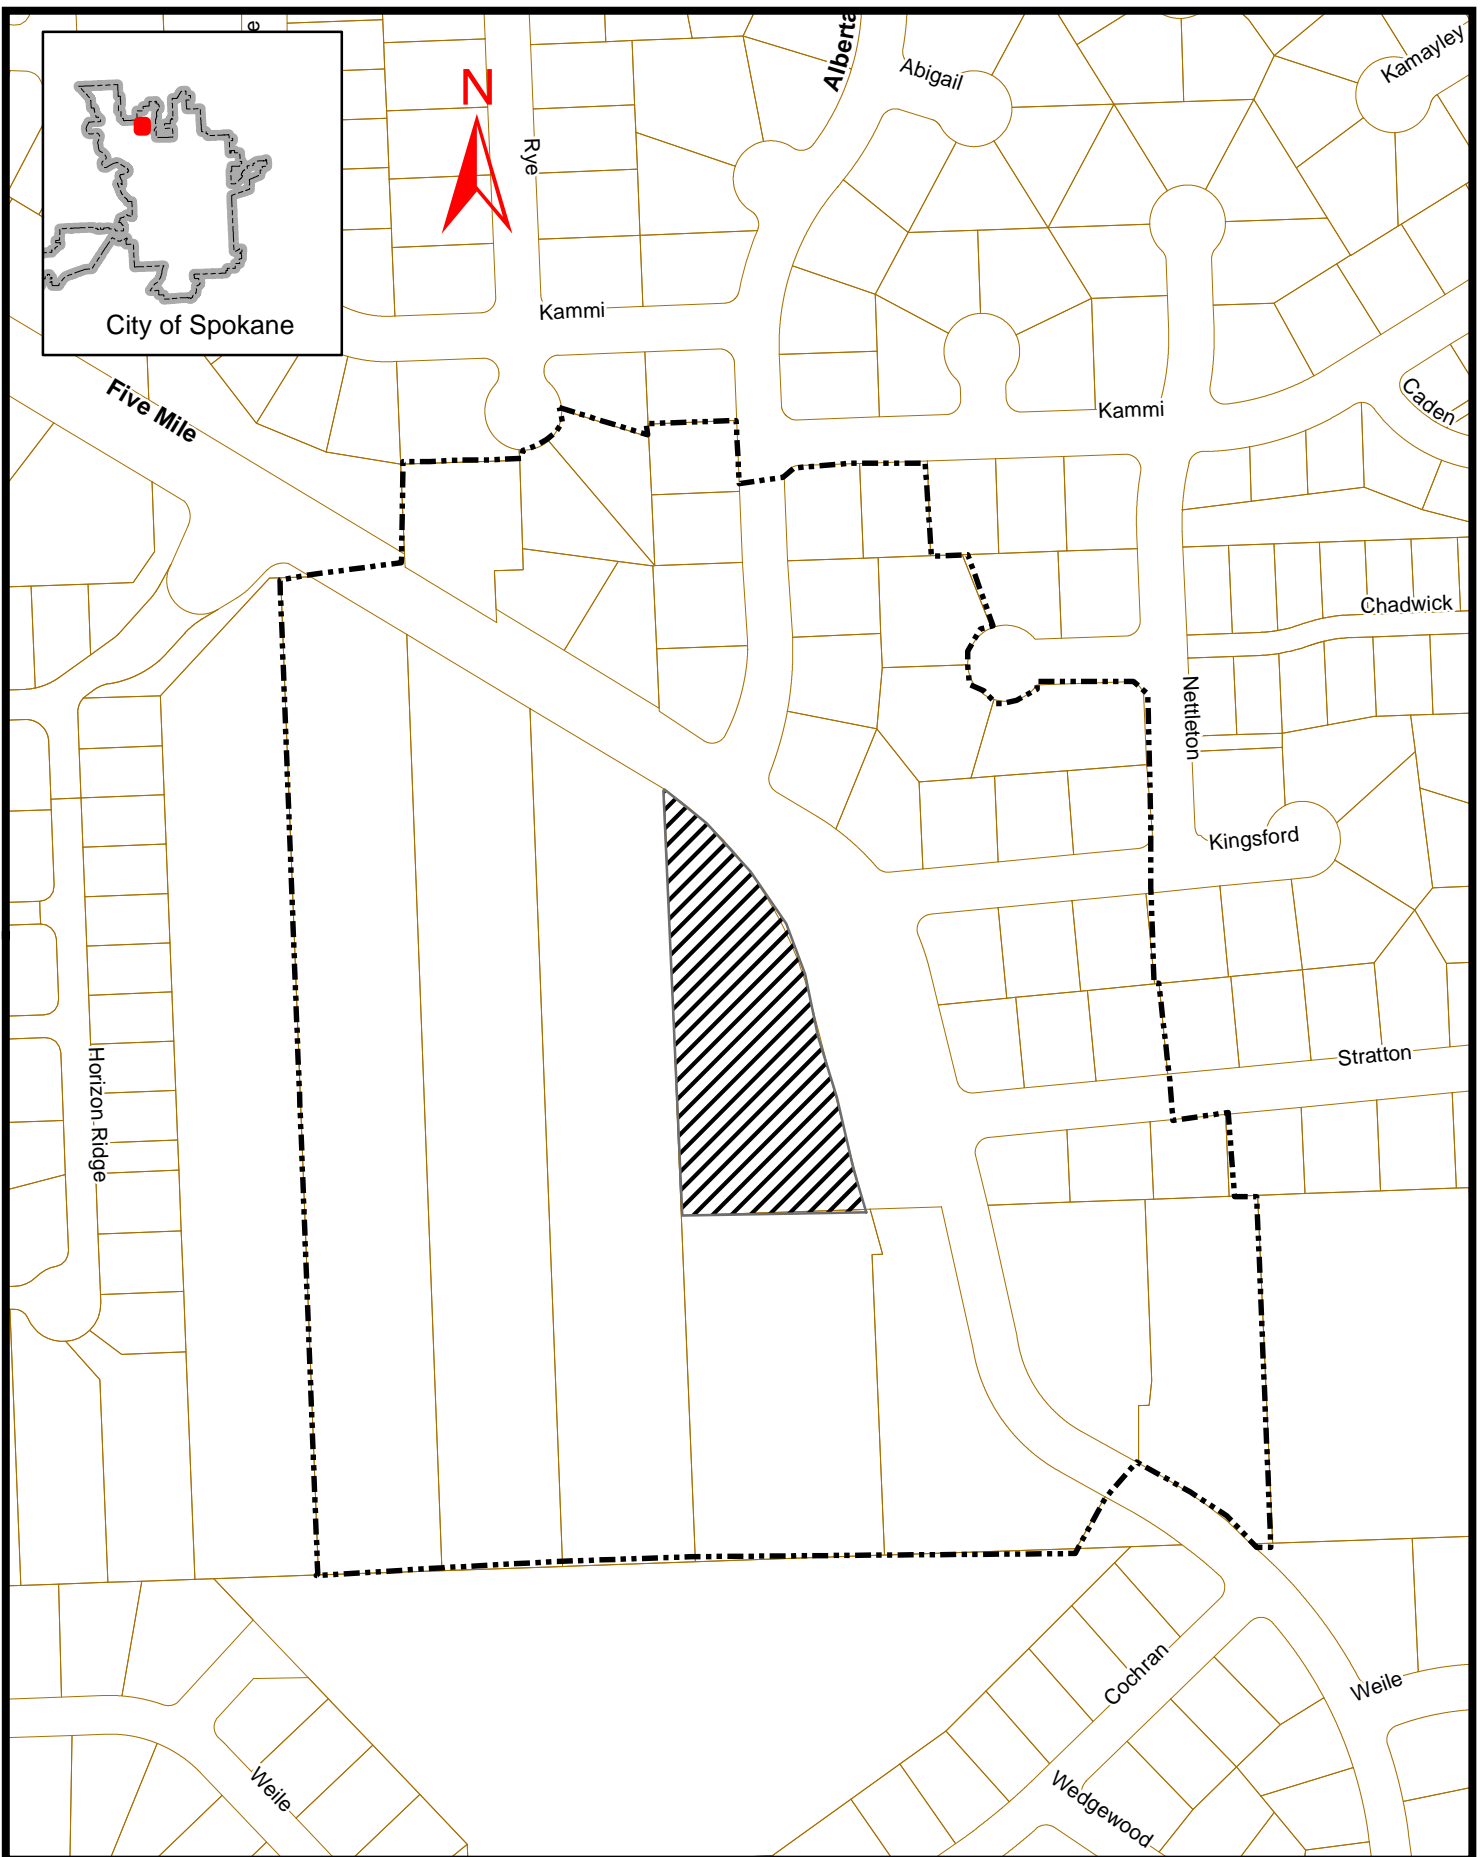 e
Alberta
Abigail
Kamayley
N
Rye
City of Spokane
Kammi
Five Mile
Kammi
Caden
Chadwick
Nettleton
Kingsford
Horizon Ridge
Stratton
Cochran
Weile
Weile
Wedgewood